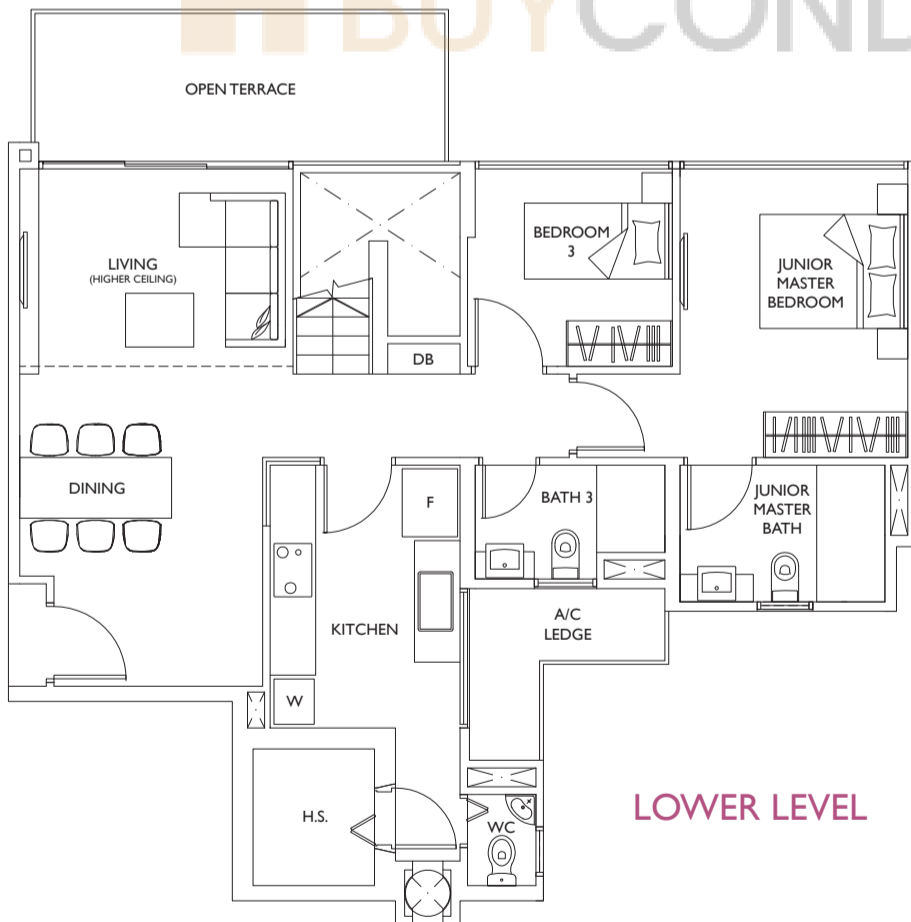 BUYCOND
OPEN TERRACE
LIVING
(HIGHER CEILING)
BEDROOM
3
JUNIOR
MASTER
BEDROOM
DB
DINING
F
BATH 3
JUNIOR
MASTER
BATH
KITCHEN
A/C
LEDGE
W
H.S.
WC
LOWER LEVEL